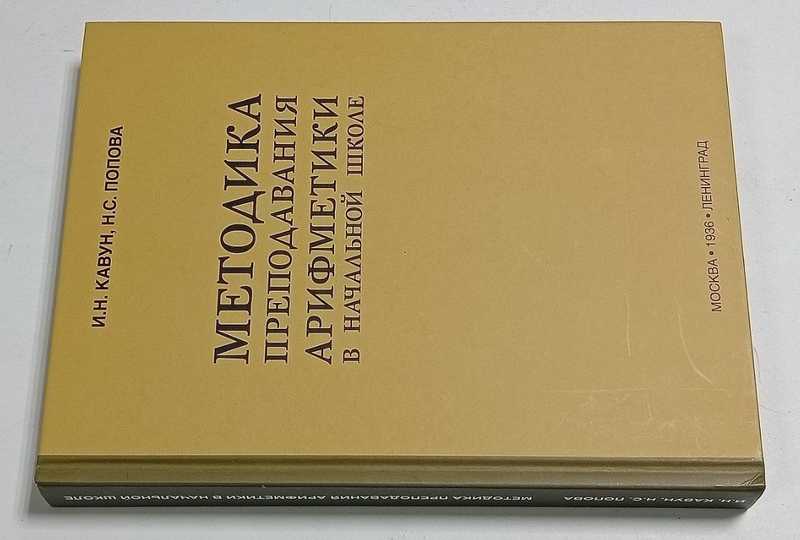 И.Н. КАВУН, Н.С. ПОПОВА
МЕТОДИКА
ПРЕПОДАВАНИЯ
АРИФМЕТИКИ
В НАЧАЛЬНОЙ ШКОЛЕ
МОСКВА • 1936 • ЛЕНИНГРАД
И.Н. КАВУН, Н.С. ПОПОВА МЕТОДИКА ПРЕПОДАВАНИЯ АРИФМЕТИКИ В НАЧАЛЬНОЙ ШКОЛЕ